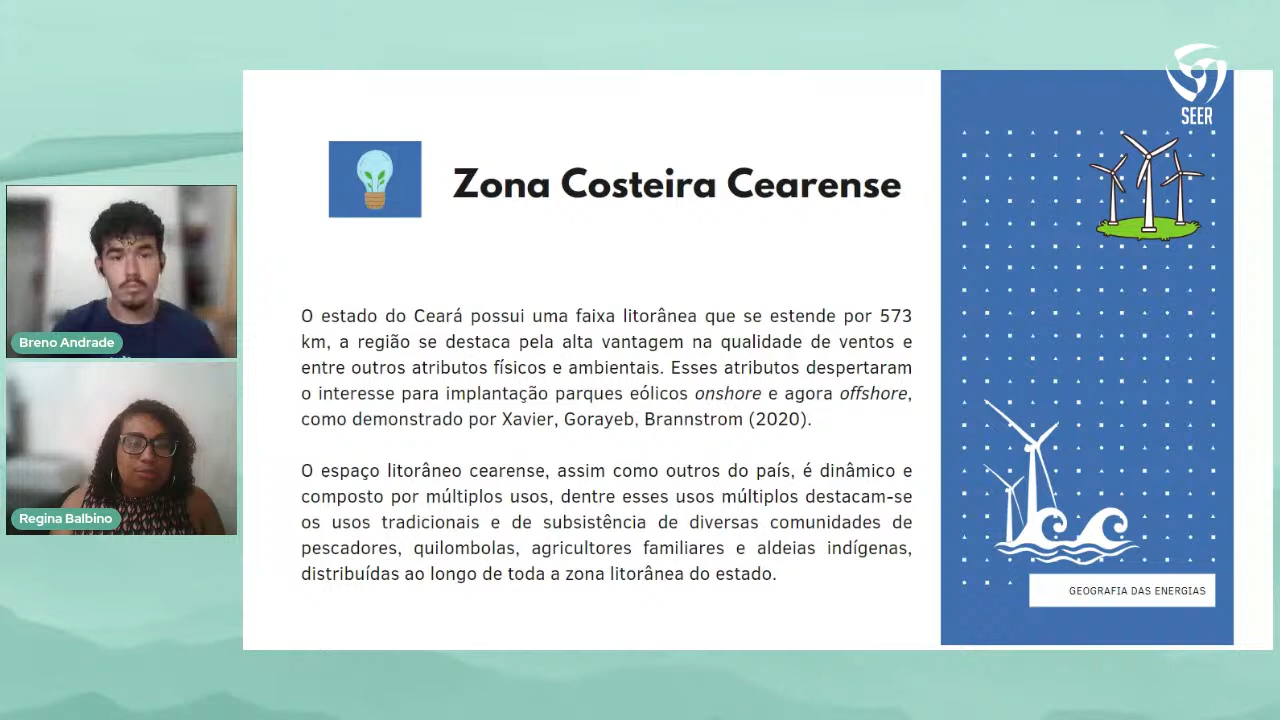 SEER
Zona Costeira Cearense
O estado do Ceará possui uma faixa litorânea que se estende por 573
km, a região se destaca pela alta vantagem na qualidade de ventos e
entre outros atributos físicos e ambientais. Esses atributos despertaram
o interesse para implantação parques eólicos onshore e agora offshore,
como demonstrado por Xavier, Gorayeb, Brannstrom (2020).
O espaço litorâneo cearense, assim como outros do país, é dinâmico e
composto por múltiplos usos, dentre esses usos múltiplos destacam-se
os usos tradicionais e de subsistência de diversas comunidades de
pescadores, quilombolas, agricultores familiares e aldeias indígenas,
distribuídas ao longo de toda a zona litorânea do estado.
GEOGRAFIA DAS ENERGIAS
Breno Andrade
Regina Balbino